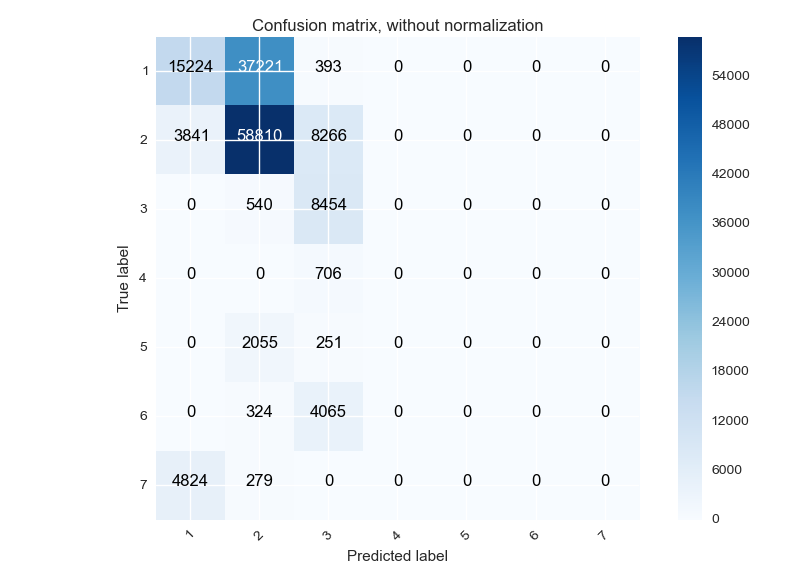 Confusion matrix, without normalization
1 15224 37221 393 0 0 0 0
2 3841 58810 8266 0 0 0 0
3 0 540 8454 0 0 0 0
4 0 0 706 0 0 0 0
5 0 2055 251 0 0 0 0
6 0 324 4065 0 0 0 0
7 4824 279 0 0 0 0 0
1 2 3 4 5 6 7
True label
Predicted label
54000
48000
42000
36000
30000
24000
18000
12000
6000
0